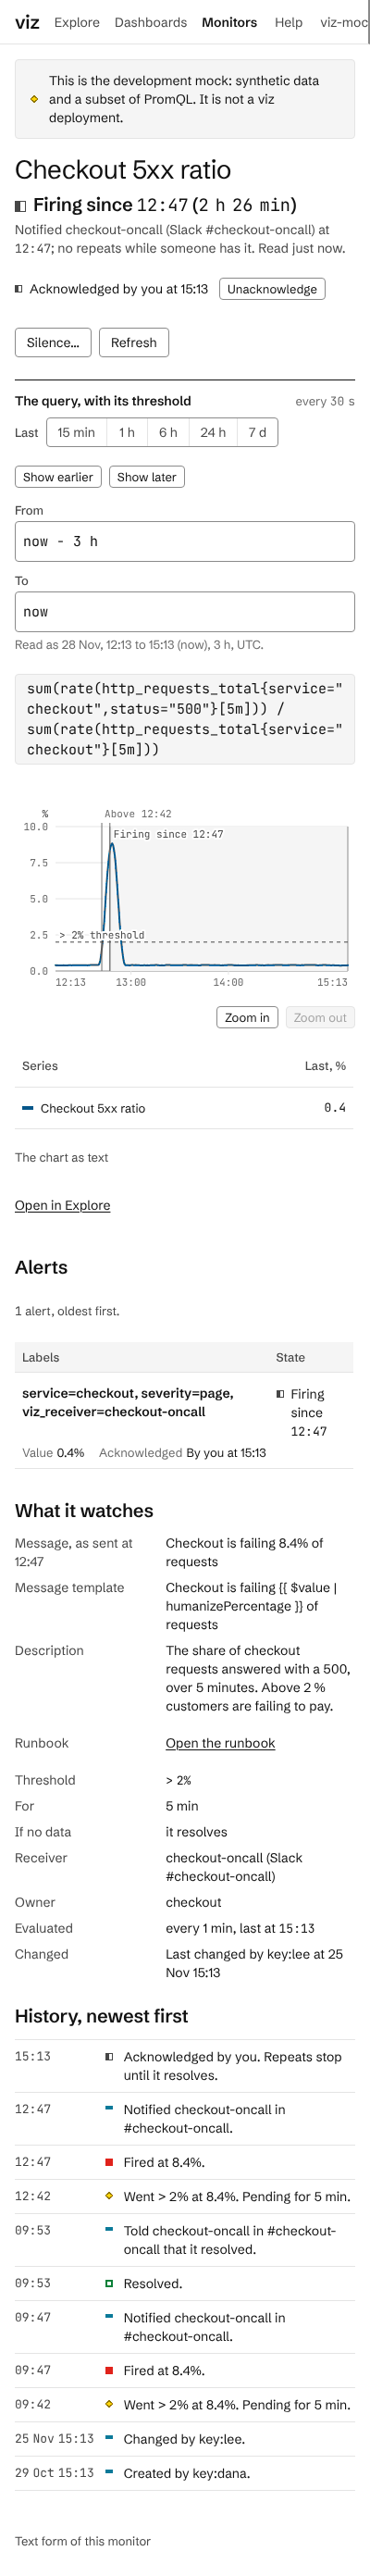 viz Explore Dashboards Monitors Help viz-moc
This is the development mock: synthetic data
and a subset of PromQL. It is not a viz
deployment.
Checkout 5xx ratio
Firing since 12:47 (2 h 26 min)
Notified checkout-oncall (Slack #checkout-oncall) at
12:47; no repeats while someone has it. Read just now.
Acknowledged by you at 15:13 Unacknowledge
Silence… Refresh
The query, with its threshold every 30 s
Last 15 min 1 h 6 h 24 h 7 d
Show earlier Show later
From
now - 3 h
To
now
Read as 28 Nov, 12:13 to 15:13 (now), 3 h, UTC.
sum(rate(http_requests_total{service="
checkout",status="500"}[5m])) /
sum(rate(http_requests_total{service="
checkout"}[5m]))
% Above 12:42
10.0 Firing since 12:47
7.5
5.0
2.5 > 2% threshold
0.0
12:13 13:00 14:00 15:13
Zoom in Zoom out
Series Last, %
Checkout 5xx ratio 0.4
The chart as text
Open in Explore
Alerts
1 alert, oldest first.
Labels State
service=checkout, severity=page, Firing
viz_receiver=checkout-oncall since
12:47
Value 0.4% Acknowledged By you at 15:13
What it watches
Message, as sent at Checkout is failing 8.4% of
12:47 requests
Message template Checkout is failing {{ $value |
humanizePercentage }} of
requests
Description The share of checkout
requests answered with a 500,
over 5 minutes. Above 2 %
customers are failing to pay.
Runbook Open the runbook
Threshold > 2%
For 5 min
If no data it resolves
Receiver checkout-oncall (Slack
#checkout-oncall)
Owner checkout
Evaluated every 1 min, last at 15:13
Changed Last changed by key:lee at 25
Nov 15:13
History, newest first
15:13 Acknowledged by you. Repeats stop
until it resolves.
12:47 Notified checkout-oncall in
#checkout-oncall.
12:47 Fired at 8.4%.
12:42 Went > 2% at 8.4%. Pending for 5 min.
09:53 Told checkout-oncall in #checkout-
oncall that it resolved.
09:53 Resolved.
09:47 Notified checkout-oncall in
#checkout-oncall.
09:47 Fired at 8.4%.
09:42 Went > 2% at 8.4%. Pending for 5 min.
25 Nov 15:13 Changed by key:lee.
29 Oct 15:13 Created by key:dana.
Text form of this monitor